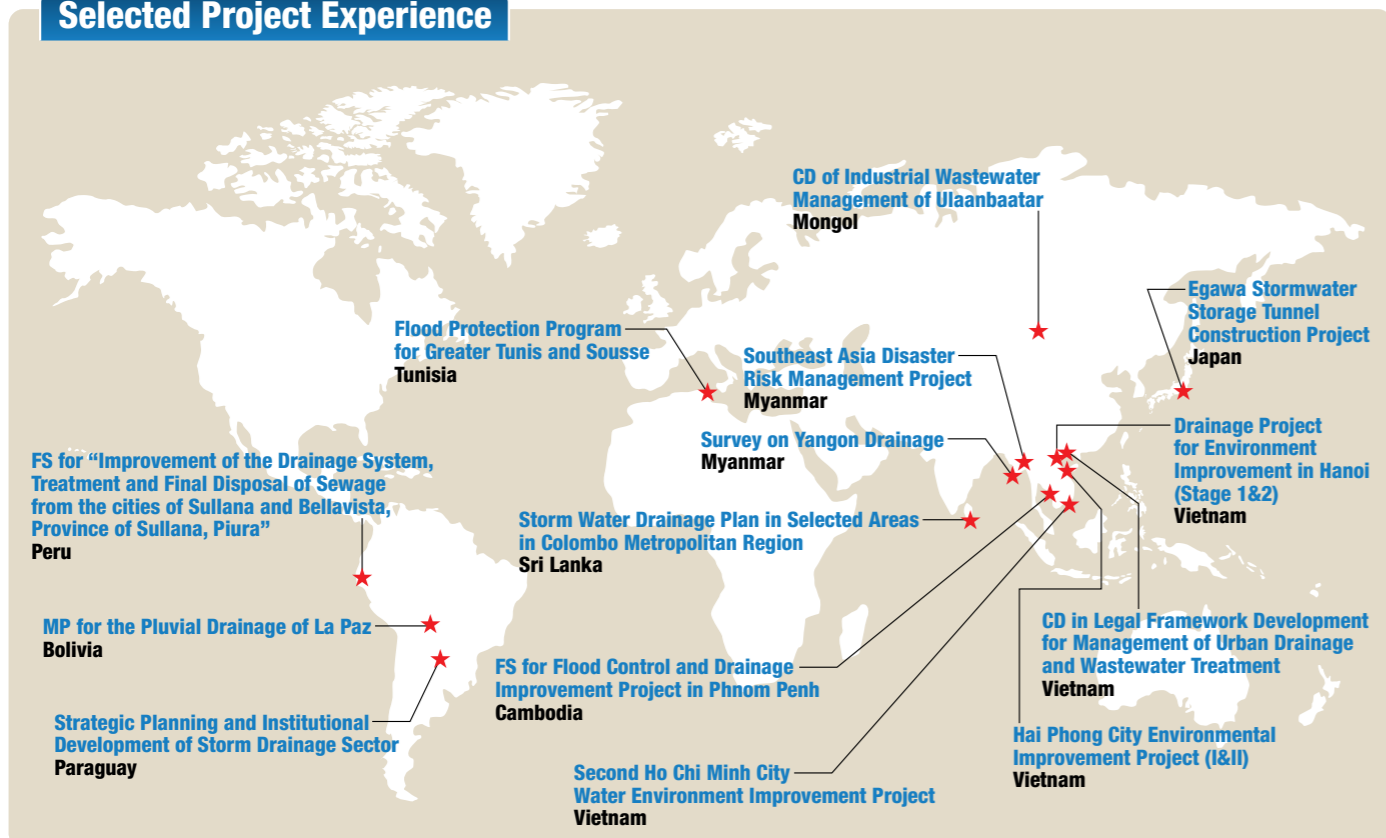 Selected Project Experience
CD of Industrial Wastewater
Management of Ulaanbaatar
Mongol
Egawa Stormwater
Storage Tunnel
Construction Project
Japan
Flood Protection Program
for Greater Tunis and Sousse
Tunisia
Southeast Asia Disaster
Risk Management Project
Myanmar
Survey on Yangon Drainage
Myanmar
Drainage Project
for Environment
Improvement in Hanoi
(Stage 1&2)
Vietnam
FS for “Improvement of the Drainage System,
Treatment and Final Disposal of Sewage
from the cities of Sullana and Bellavista,
Province of Sullana, Piura”
Peru
Storm Water Drainage Plan in Selected Areas
in Colombo Metropolitan Region
Sri Lanka
MP for the Pluvial Drainage of La Paz
Bolivia
CD in Legal Framework Development
for Management of Urban Drainage
and Wastewater Treatment
Vietnam
FS for Flood Control and Drainage
Improvement Project in Phnom Penh
Cambodia
Strategic Planning and Institutional
Development of Storm Drainage Sector
Paraguay
Hai Phong City Environmental
Improvement Project (I&II)
Vietnam
Second Ho Chi Minh City
Water Environment Improvement Project
Vietnam